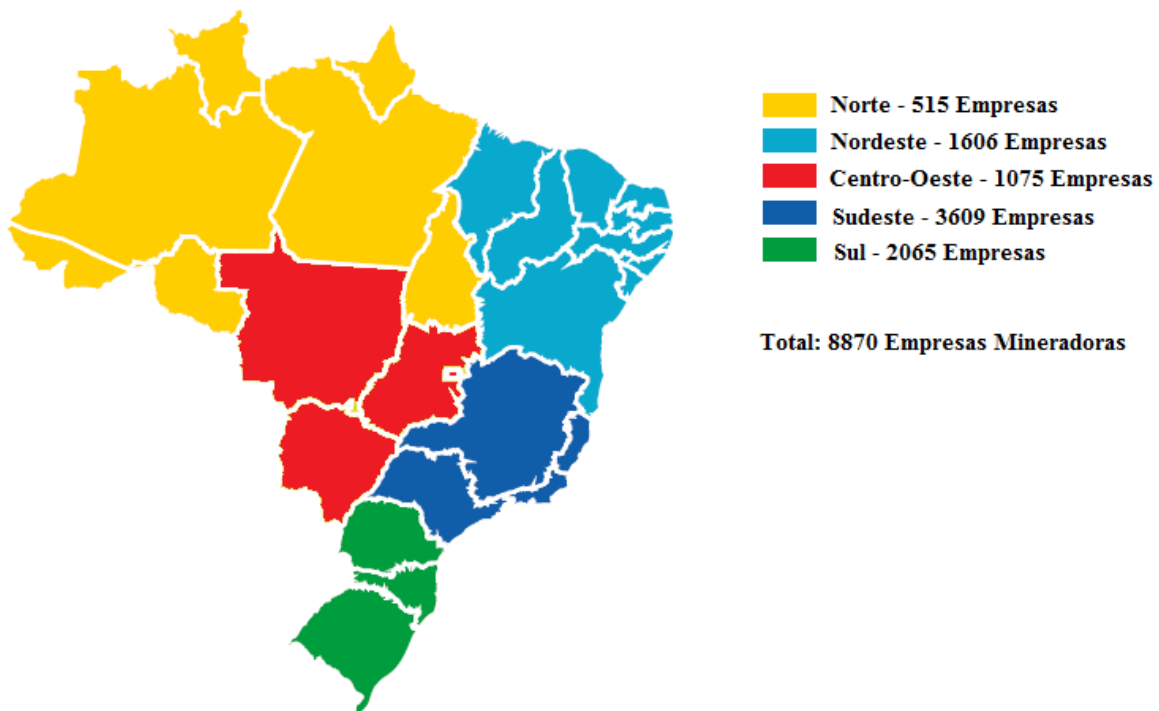 Norte - 515 Empresas
Nordeste - 1606 Empresas
Centro-Oeste - 1075 Empresas
Sudeste - 3609 Empresas
Sul - 2065 Empresas
Total: 8870 Empresas Mineradoras